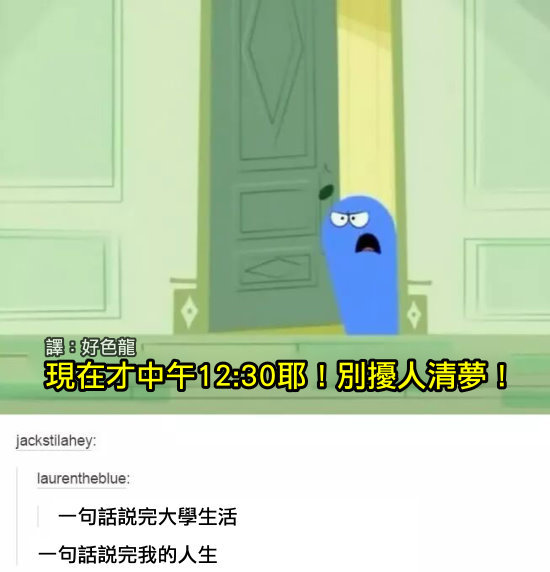 譯：好色龍
現在才中午12:30耶！別擾人清夢！
jackstilahey:
laurentheblue:
一句話說完大學生活
一句話說完我的人生